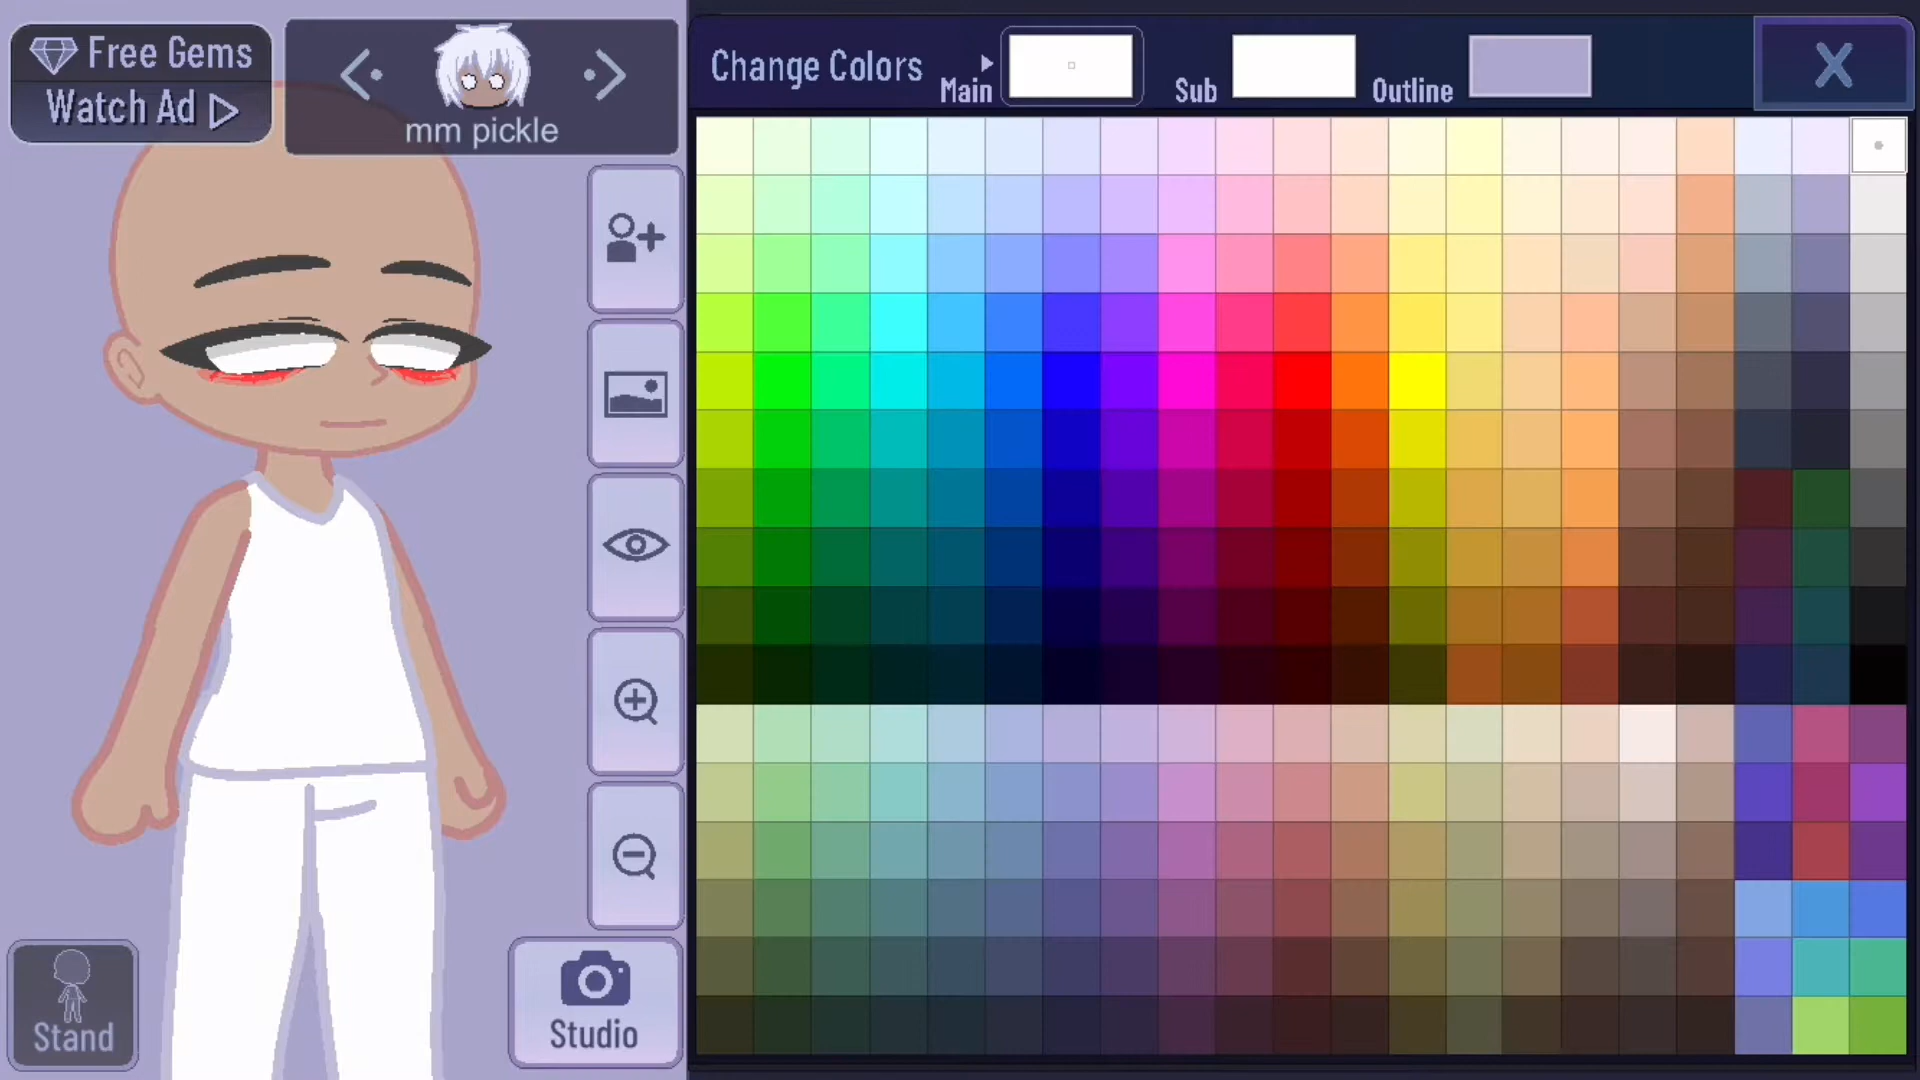 Free Gems
Watch Ad
mm pickle
Change Colors
Main
Sub
Outline
X
Stand
Studio